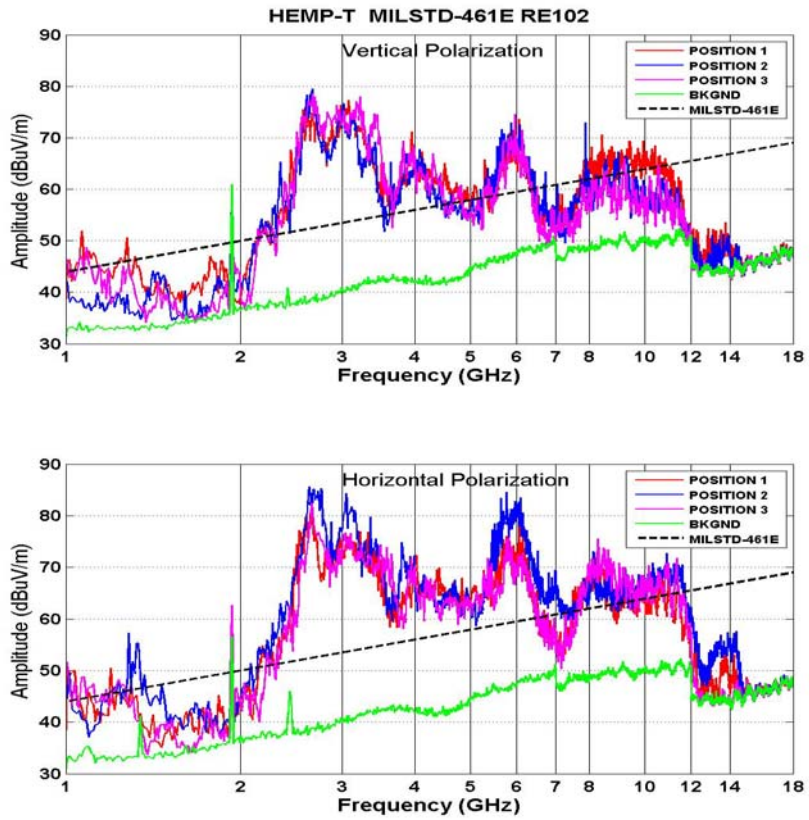 HEMP-T MILSTD-461E RE102
Vertical Polarization
POSITION 1
POSITION 2
POSITION 3
BKGND
MILSTD-461E
Amplitude (dBuV/m)
90
80
70
60
50
40
30
1 2 3 4 5 6 7 8 10 12 14 18
Frequency (GHz)
Horizontal Polarization
POSITION 1
POSITION 2
POSITION 3
BKGND
MILSTD-461E
Amplitude (dBuV/m)
90
80
70
60
50
40
30
1 2 3 4 5 6 7 8 10 12 14 18
Frequency (GHz)